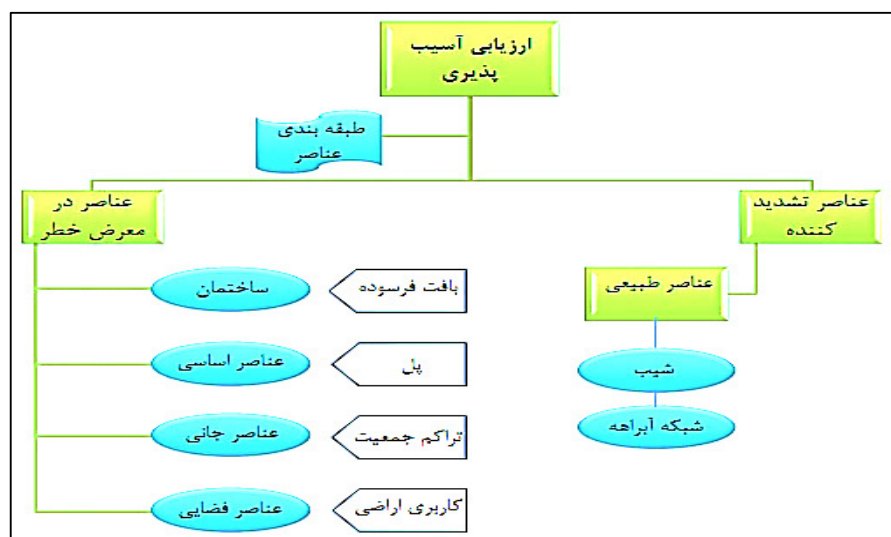 ارزیابی آسیب
پذیری
طبقه بندی
عناصر
عناصر تشدید
کننده
عناصر در
معرض خطر
عناصر طبیعی
شیب
شبکه آبراهه
بافت فرسوده
ساختمان
پل
عناصر اساسی
تراکم جمعیت
عناصر جانی
کاربری اراضی
عناصر فضایی